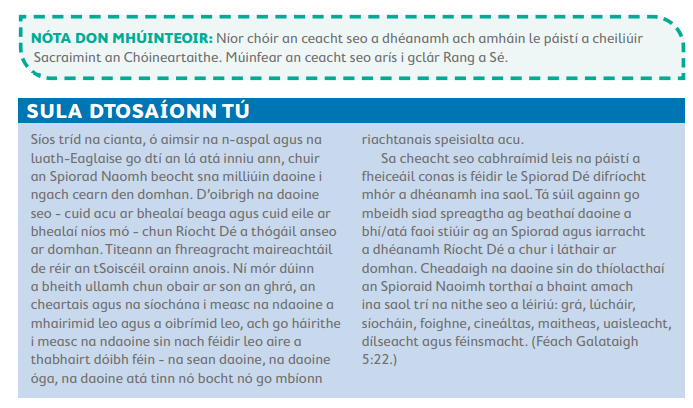 NÓTA DON MHÚINTEOIR: Níor chóir an ceacht seo a dhéanamh ach amháin le páistí a cheiliúir
Sacraimint an Chóineartaithe. Múinfear an ceacht seo arís i gclár Rang a Sé.
SULA DTOSAÍONN TÚ
Síos tríd na cianta, ó aimsir na n-aspal agus na
luath-Eaglaise go dtí an lá atá inniu ann, chuir
an Spiorad Naomh beocht sna milliúin daoine i
ngach cearn den domhan. D’oibrigh na daoine
seo - cuid acu ar bhealaí beaga agus cuid eile ar
bhealaí níos mó - chun Ríocht Dé a thógáil anseo
ar domhan. Titeann an fhreagracht maireachtáil
de réir an tSoiscéil orainn anois. Ní mór dúinn
a bheith ullamh chun obair ar son an ghrá, an
cheartais agus na síochána i measc na ndaoine a
mhairimid leo agus a oibrímid leo, ach go háirithe
i measc na ndaoine sin nach féidir leo aire a
thabhairt dóibh féin - na sean daoine, na daoine
óga, na daoine atá tinn nó bocht nó go mbíonn
riachtanais speisialta acu.
Sa cheacht seo cabhraímid leis na páistí a
fheiceáil conas is féidir le Spiorad Dé difríocht
mhór a dhéanamh ina saol. Tá súil againn go
mbeidh siad spreagtha ag beathaí daoine a
bhí/atá faoi stiúir ag an Spiorad agus iarracht
a dhéanamh Ríocht Dé a chur i láthair ar
domhan. Cheadaigh na daoine sin do thíolacthaí
an Spioraid Naoimh torthaí a bhaint amach
ina saol trí na nithe seo a léiriú: grá, lúcháir,
síocháin, foighne, cineáltas, maitheas, uaisleacht,
dílseacht agus féinsmacht. (Féach Galataigh
5:22.)